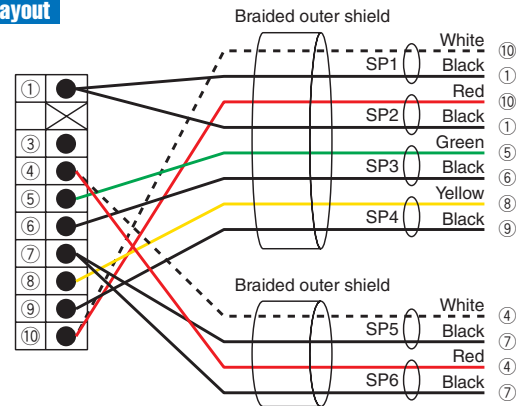 ayout
Braided outer shield
White ⑩
SP1 Black ①
Red ⑩
SP2 Black ①
Green ⑤
SP3 Black ⑥
Yellow ⑧
SP4 Black ⑨
①
③
④
⑤
⑥
⑦
⑧
⑨
⑩
Braided outer shield
White ④
SP5 Black ⑦
Red ④
SP6 Black ⑦